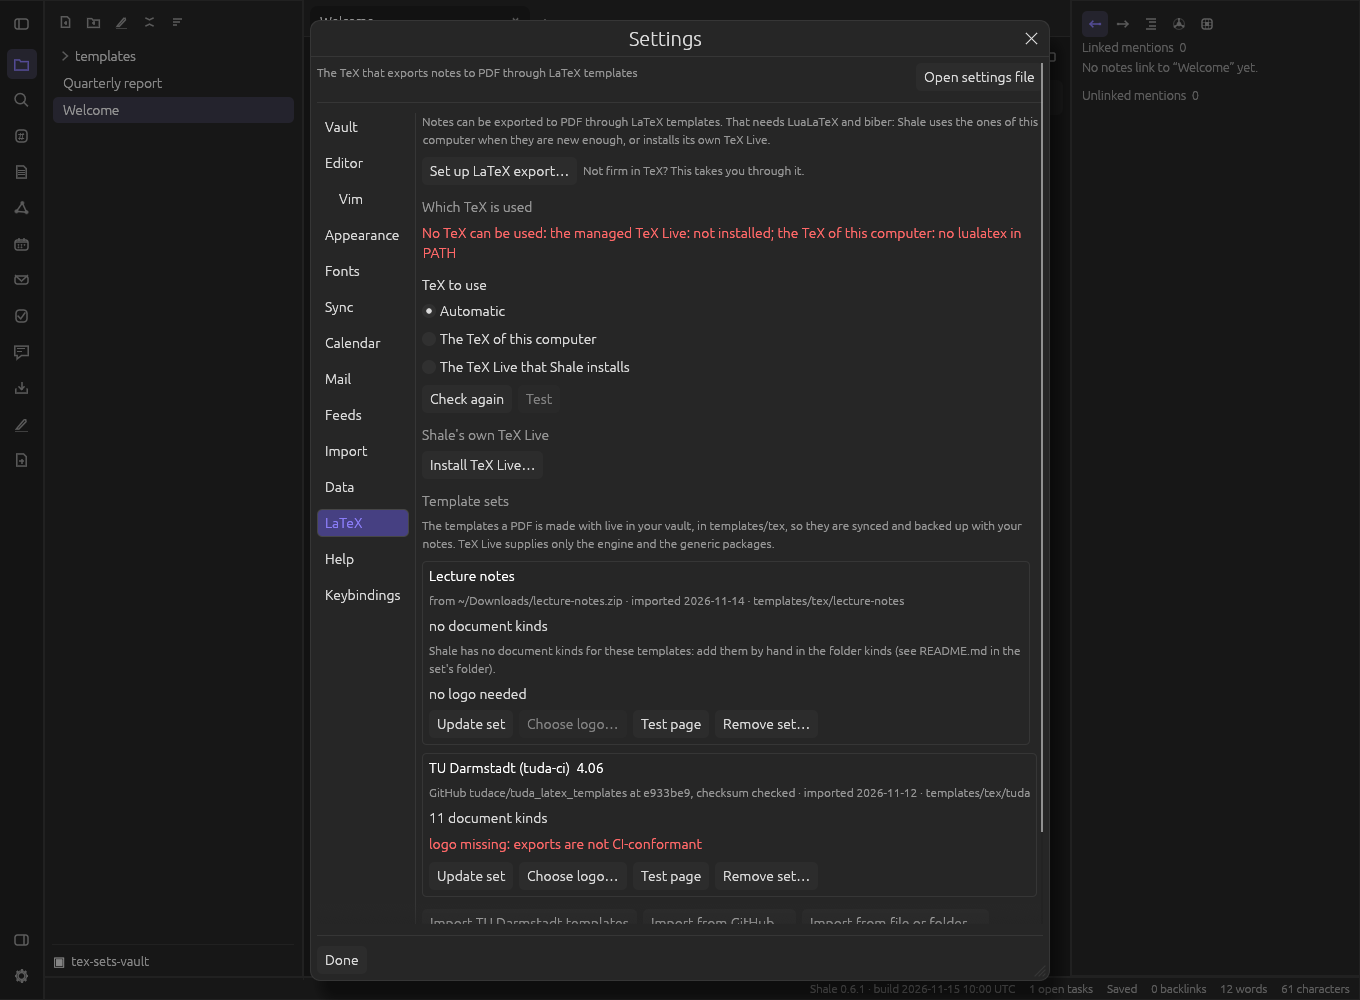 Welcome
Settings
The TeX that exports notes to PDF through LaTeX templates
Open settings file
templates
Quarterly report
Welcome
tex-sets-vault
Vault
Editor
Vim
Appearance
Fonts
Sync
Calendar
Mail
Feeds
Import
Data
LaTeX
Help
Keybindings
Notes can be exported to PDF through LaTeX templates. That needs LuaLaTeX and biber: Shale uses the ones of this
computer when they are new enough, or installs its own TeX Live.
Set up LaTeX export…
Not firm in TeX? This takes you through it.
Which TeX is used
No TeX can be used: the managed TeX Live: not installed; the TeX of this computer: no lualatex in
PATH
TeX to use
Automatic
The TeX of this computer
The TeX Live that Shale installs
Check again
Test
Shale's own TeX Live
Install TeX Live…
Template sets
The templates a PDF is made with live in your vault, in templates/tex, so they are synced and backed up with your
notes. TeX Live supplies only the engine and the generic packages.
Lecture notes
from ~/Downloads/lecture-notes.zip · imported 2026-11-14 · templates/tex/lecture-notes
no document kinds
Shale has no document kinds for these templates: add them by hand in the folder kinds (see README.md in the
set's folder).
no logo needed
Update set
Choose logo…
Test page
Remove set…
TU Darmstadt (tuda-ci) 4.06
GitHub tudace/tuda_latex_templates at e933be9, checksum checked · imported 2026-11-12 · templates/tex/tuda
11 document kinds
logo missing: exports are not CI-conformant
Update set
Choose logo…
Test page
Remove set…
Import TU Darmstadt templates
Import from GitHub…
Import from file or folder…
Done
Linked mentions 0
No notes link to “Welcome” yet.
Unlinked mentions 0
Shale 0.6.1 · build 2026-11-15 10:00 UTC
1 open tasks
Saved
0 backlinks
12 words
61 characters